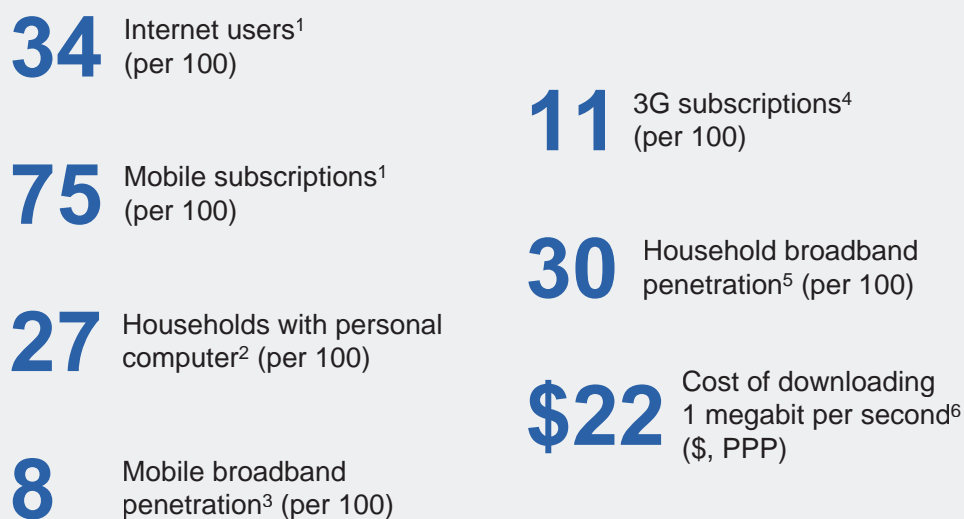 34 Internet users¹
(per 100)
75 Mobile subscriptions¹
(per 100)
27 Households with personal
computer² (per 100)
8 Mobile broadband
penetration³ (per 100)
11 3G subscriptions⁴
(per 100)
30 Household broadband
penetration⁵ (per 100)
$22 Cost of downloading
1 megabit per second⁶
($, PPP)